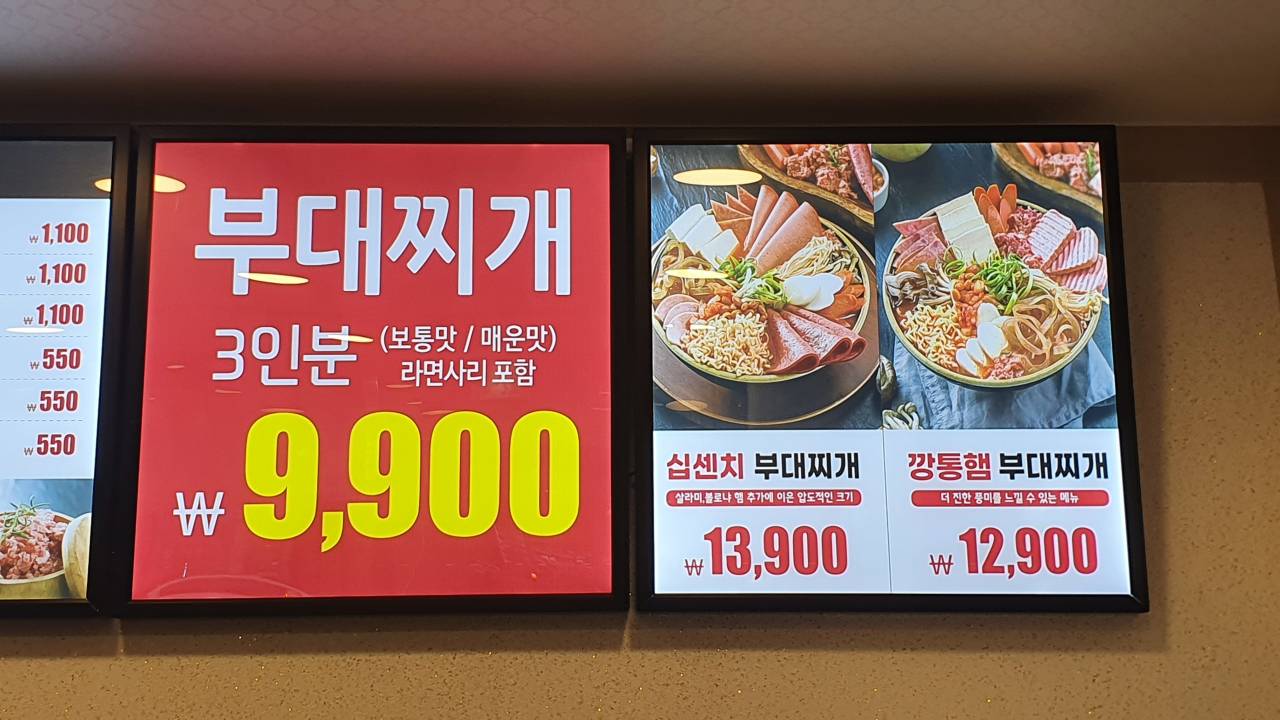 ₩1,100
₩1,100
₩1,100
₩550
₩550
₩550
부대찌개
3인분 (보통맛 / 매운맛)
라면사리 포함
₩9,900
십센치 부대찌개
살라미,볼로냐 햄 추가에 이은 압도적인 크기
₩13,900
깡통햄 부대찌개
더 진한 풍미를 느낄 수 있는 메뉴
₩12,900